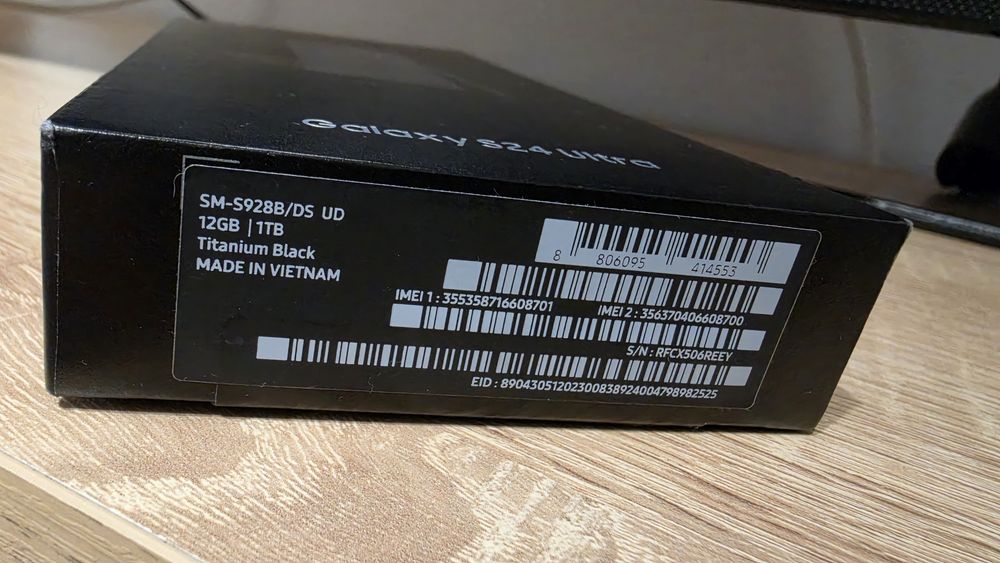 Galaxy S24 Ultra
SM-S928B/DS UD
12GB | 1TB
Titanium Black
MADE IN VIETNAM
8 806095 414553
IMEI 1 : 355358716608701 IMEI 2 : 356370406608700
S/N : RFCX506REEY
EID : 89043051202300838924004798982525